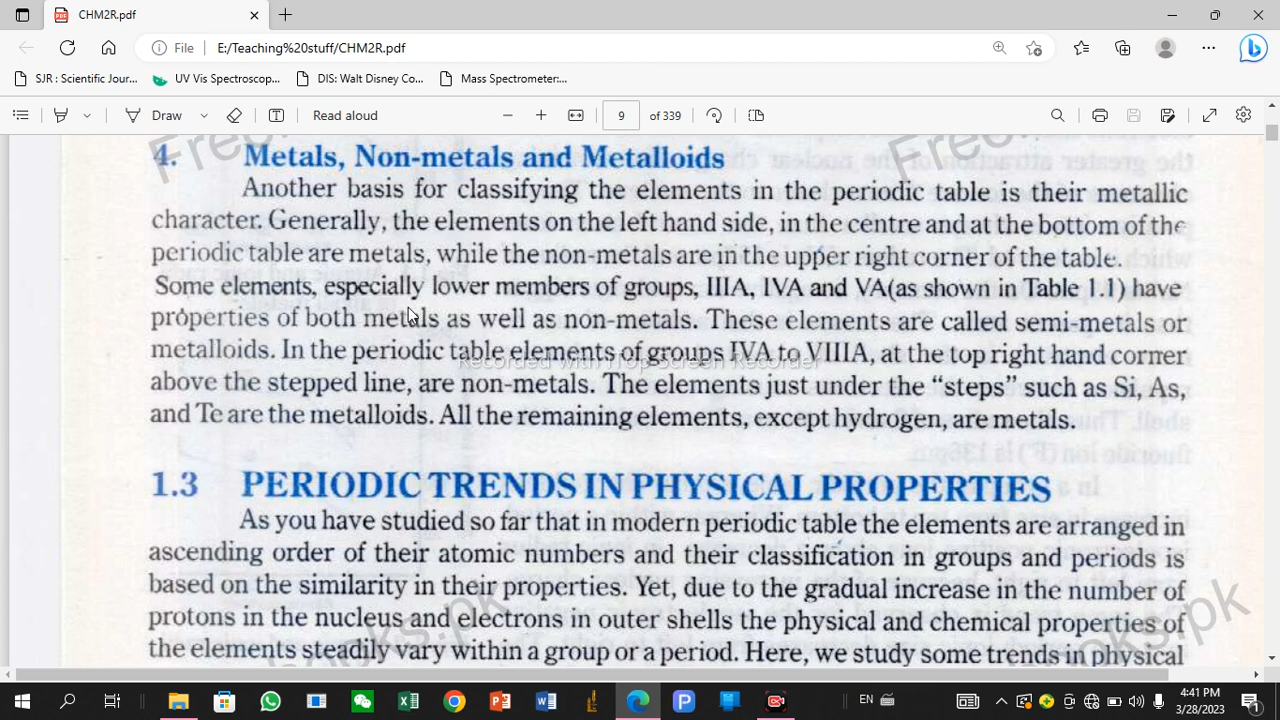 CHM2R.pdf
File
E:/Teaching%20stuff/CHM2R.pdf
SJR : Scientific Jour...
UV Vis Spectroscop...
DIS: Walt Disney Co...
Mass Spectrometer:...
Draw
Read aloud
9
of 339
4. Metals, Non-metals and Metalloids
Another basis for classifying the elements in the periodic table is their metallic
character. Generally, the elements on the left hand side, in the centre and at the bottom of the
periodic table are metals, while the non-metals are in the upper right corner of the table.
Some elements, especially lower members of groups, IIIA, IVA and VA(as shown in Table 1.1) have
properties of both metals as well as non-metals. These elements are called semi-metals or
metalloids. In the periodic table elements of groups IVA to VIIIA, at the top right hand corner
Recorded with iTop Screen Recorder
above the stepped line, are non-metals. The elements just under the “steps” such as Si, As,
and Te are the metalloids. All the remaining elements, except hydrogen, are metals.
1.3 PERIODIC TRENDS IN PHYSICAL PROPERTIES
As you have studied so far that in modern periodic table the elements are arranged in
ascending order of their atomic numbers and their classification in groups and periods is
based on the similarity in their properties. Yet, due to the gradual increase in the number of
protons in the nucleus and electrons in outer shells the physical and chemical properties of
the elements steadily vary within a group or a period. Here, we study some trends in physical
EN
4:41 PM
3/28/2023